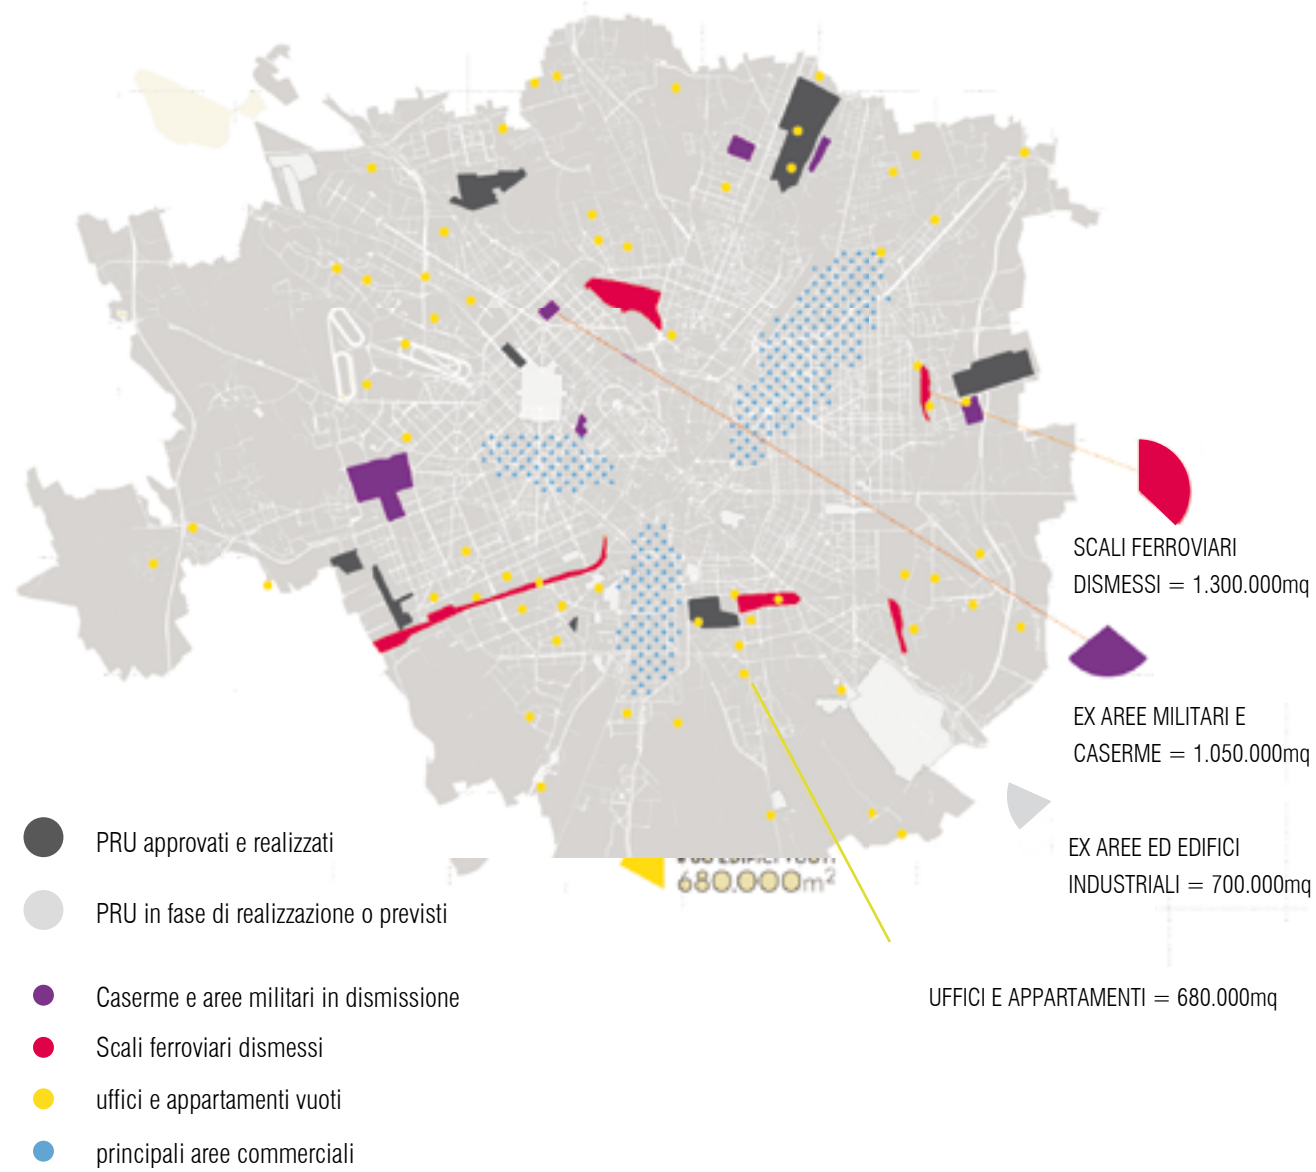 SCALI FERROVIARI
DISMESSI = 1.300.000mq
EX AREE MILITARI E
CASERME = 1.050.000mq
EX AREE ED EDIFICI
INDUSTRIALI = 700.000mq
PRU approvati e realizzati
EDIFICI VUOTI
680.000m²
PRU in fase di realizzazione o previsti
UFFICI E APPARTAMENTI = 680.000mq
Caserme e aree militari in dismissione
Scali ferroviari dismessi
uffici e appartamenti vuoti
principali aree commerciali